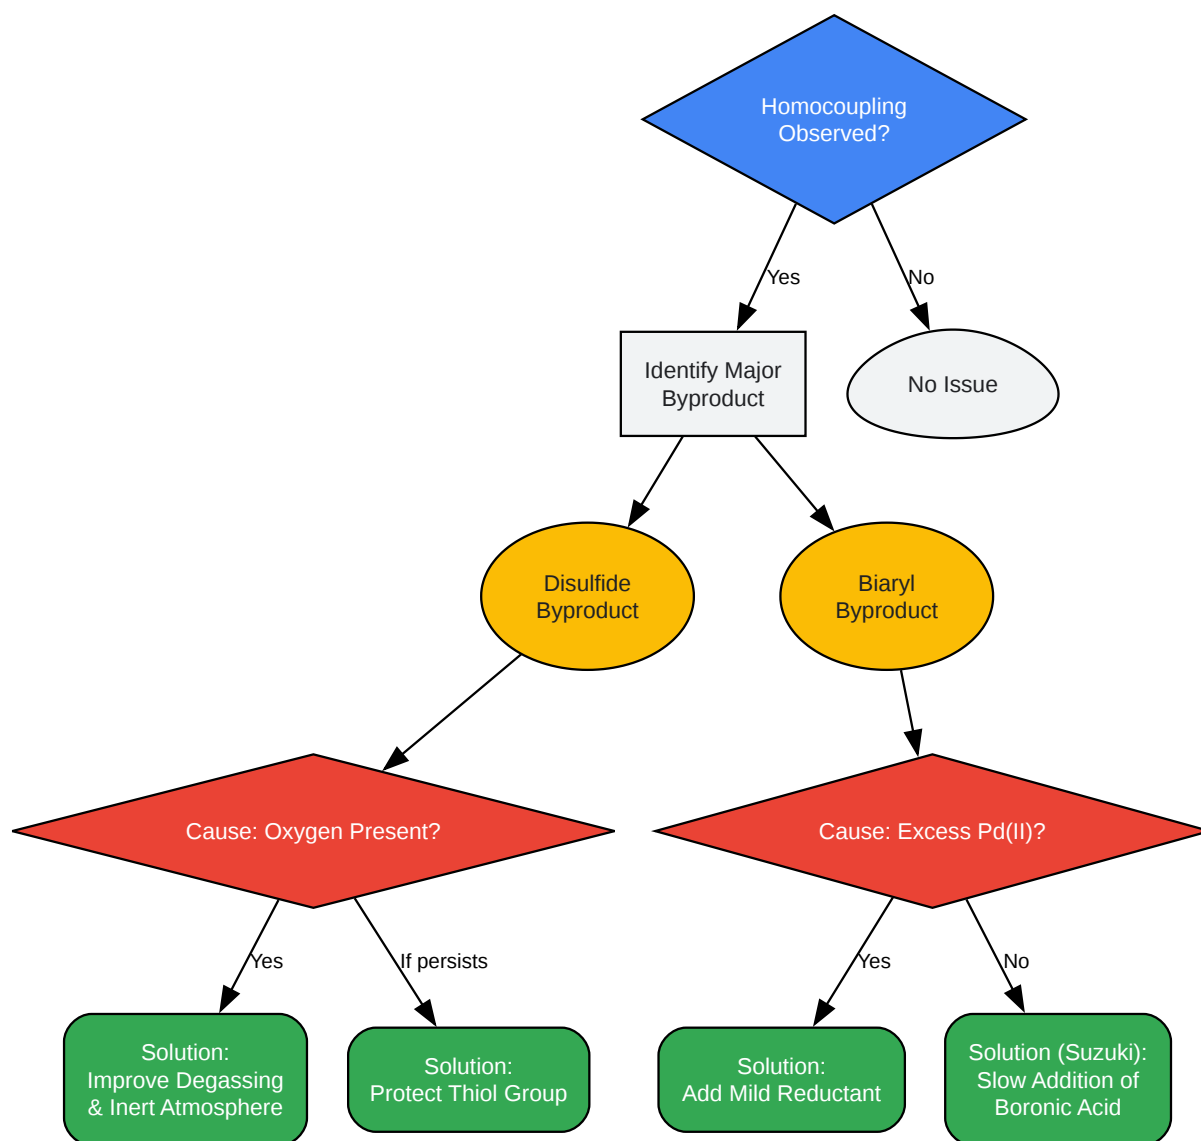 Homocoupling
Observed?
Yes
No
Identify Major
Byproduct
No Issue
Disulfide
Byproduct
Biaryl
Byproduct
Cause: Oxygen Present?
Cause: Excess Pd(II)?
Yes
If persists
Yes
No
Solution:
Improve Degassing
& Inert Atmosphere
Solution:
Protect Thiol Group
Solution:
Add Mild Reductant
Solution (Suzuki):
Slow Addition of
Boronic Acid